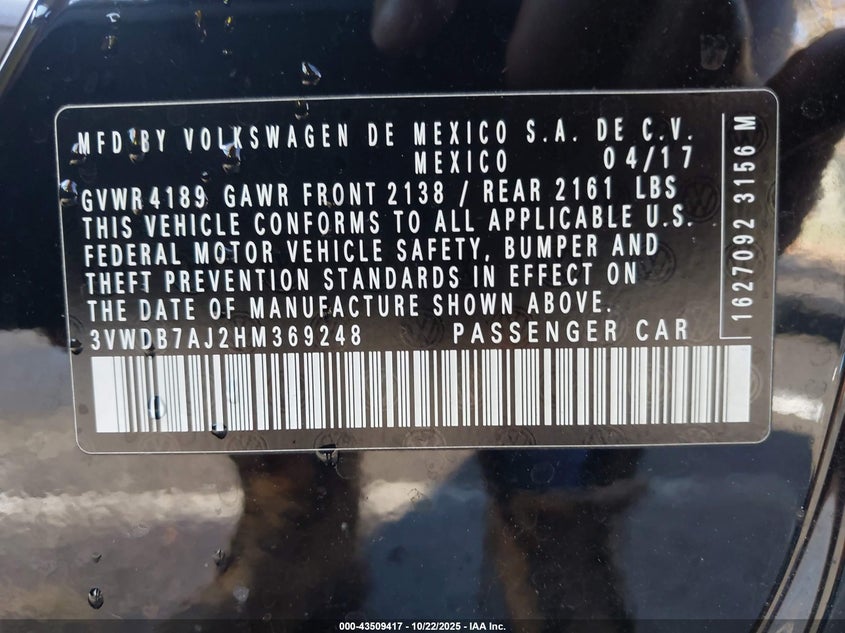 MFD BY VOLKSWAGEN DE MEXICO S.A. DE C.V.
MEXICO 04/17
GVWR 4189 GAWR FRONT 2138 / REAR 2161 LBS
THIS VEHICLE CONFORMS TO ALL APPLICABLE U.S.
FEDERAL MOTOR VEHICLE SAFETY, BUMPER AND
THEFT PREVENTION STANDARDS IN EFFECT ON
THE DATE OF MANUFACTURE SHOWN ABOVE.
3VWDB7AJ2HM369248 PASSENGER CAR
1627092 3156 M
000-43509417 - 10/22/2025 - IAA Inc.